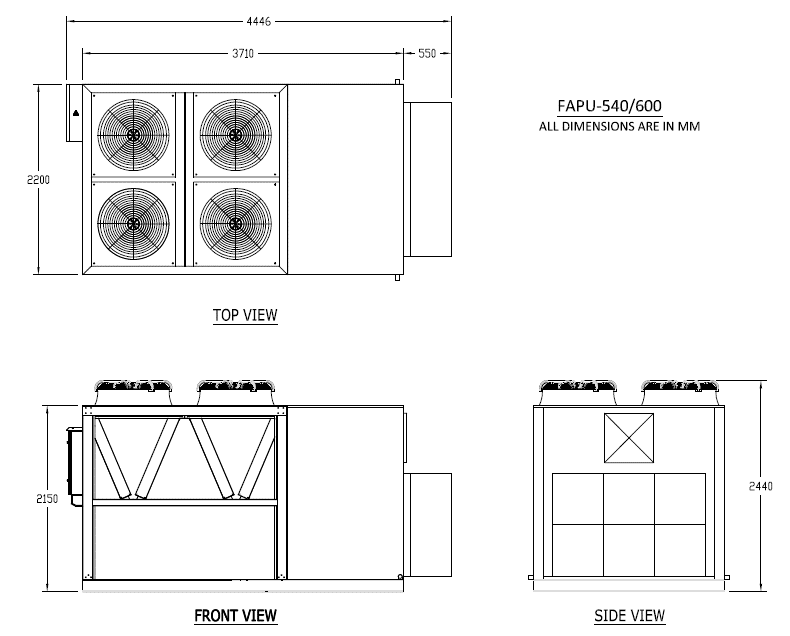 4446
3710
550
FAPU-540/600
ALL DIMENSIONS ARE IN MM
2200
TOP VIEW
2150
2440
FRONT VIEW
SIDE VIEW